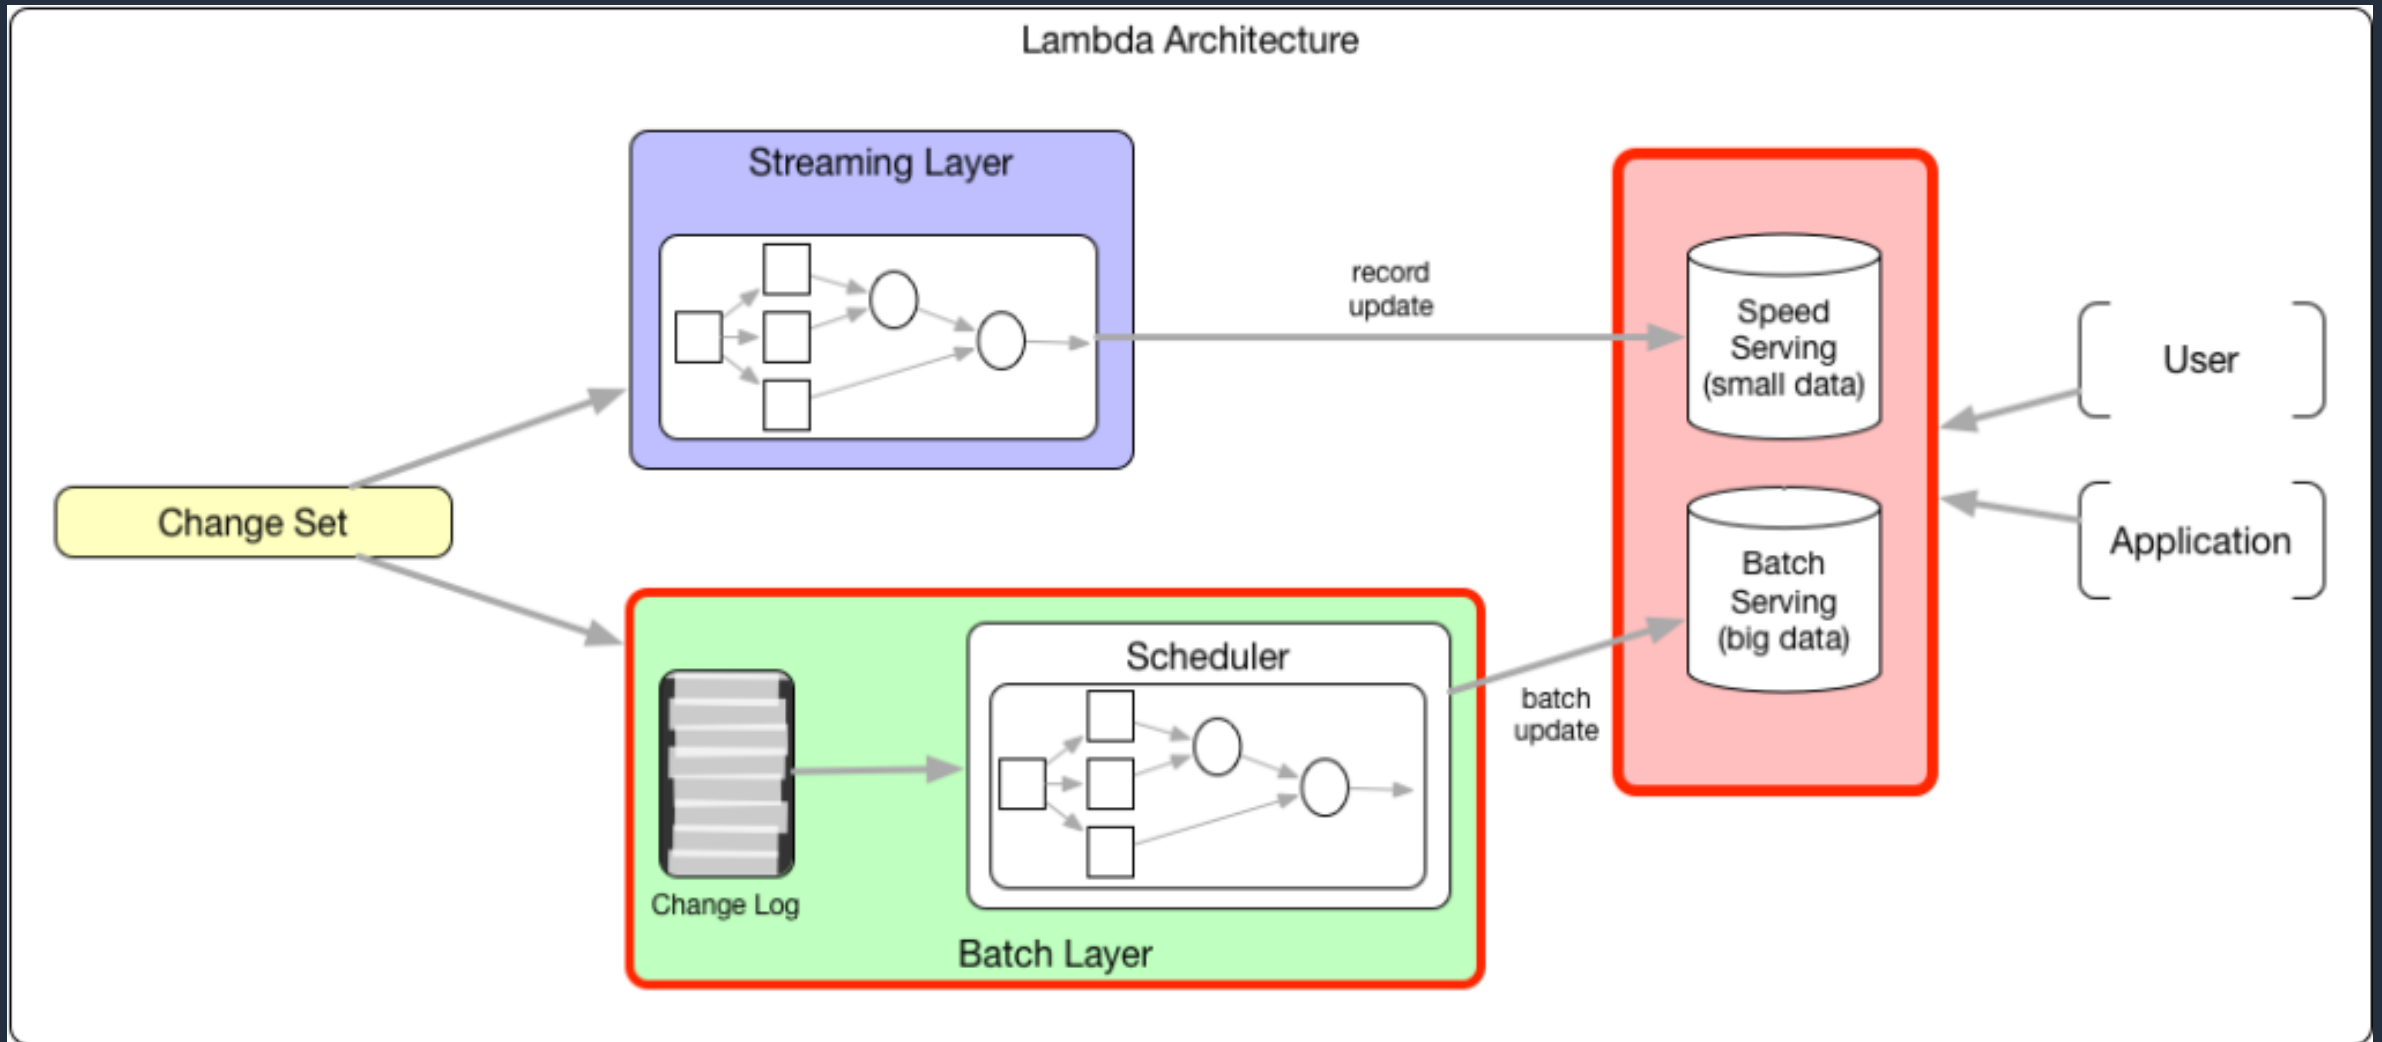 Lambda Architecture
Streaming Layer
record
update
Speed
Serving
(small data)
User
Change Set
Application
Batch
Serving
(big data)
Scheduler
batch
update
Change Log
Batch Layer